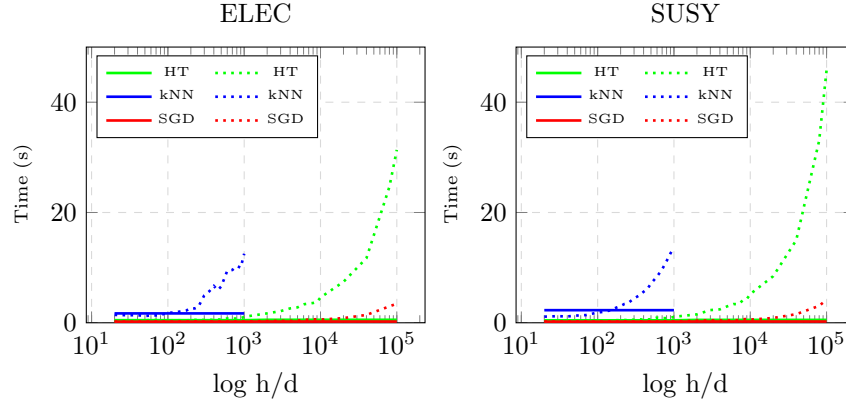 ELEC
HT HT
kNN kNN
SGD SGD
Time (s)
40
20
0
10^1 10^2 10^3 10^4 10^5
log h/d
SUSY
HT HT
kNN kNN
SGD SGD
Time (s)
40
20
0
10^1 10^2 10^3 10^4 10^5
log h/d